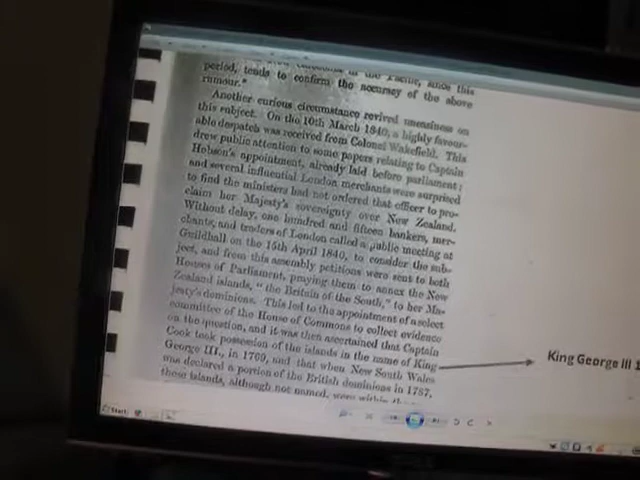 in the Pacific, since this
period, tends to confirm the accuracy of the above
rumour.*
Another curious circumstance revived uneasiness on
this subject. On the 10th March 1840, a highly favour-
able despatch was received from Colonel Wakefield. This
drew public attention to some papers relating to Captain
Hobson's appointment, already laid before parliament;
and several influential London merchants were surprised
to find the ministers had not ordered that officer to pro-
claim her Majesty's sovereignty over New Zealand.
Without delay, one hundred and fifteen bankers, mer-
chants, and traders of London called a public meeting at
Guildhall on the 15th April 1840, to consider the sub-
ject, and from this assembly petitions were sent to both
Houses of Parliament, praying them to annex the New
Zealand islands, "the Britain of the South," to her Ma-
jesty's dominions. This led to the appointment of a select
committee of the House of Commons to collect evidence
on the question, and it was then ascertained that Captain
Cook took possession of the islands in the name of King
George III., in 1769, and that when New South Wales
was declared a portion of the British dominions in 1787,
these islands, although not named, were within
King George III 1
Start